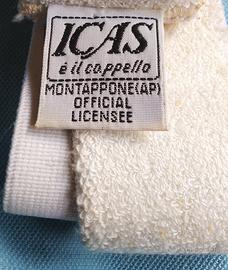 ICAS
è il cappello
MONTAPPONE(AP)
OFFICIAL
LICENSEE